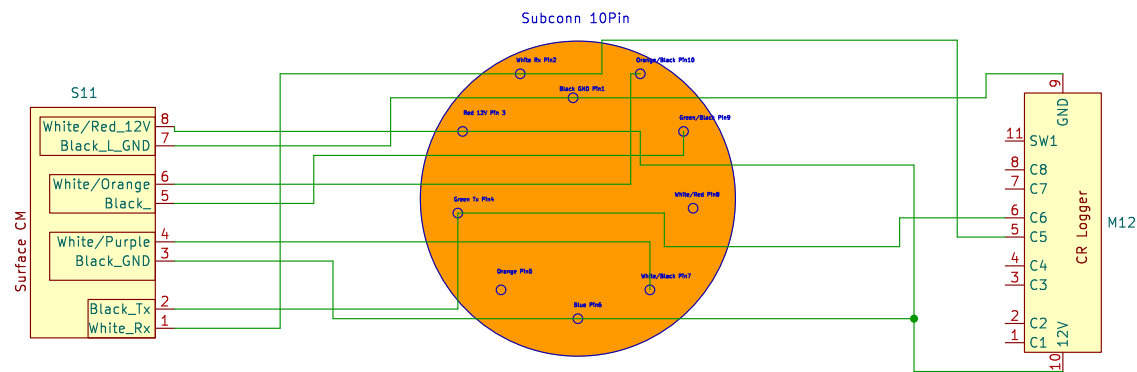 Subconn 10Pin
White Rx Pin2
Orange/Black Pin10
Black GND Pin1
Red 12V Pin 3
Green/Black Pin9
White/Red Pin8
Green Tx Pin4
Orange Pin8
White/Black Pin7
Blue Pin6
S11
Surface CM
White/Red_12V 8
Black_L_GND 7
White/Orange 6
Black_ 5
White/Purple 4
Black_GND 3
Black_Tx 2
White_Rx 1
9
GND
11 SW1
8 C8
7 C7
6 C6
5 C5
4 C4
3 C3
2 C2
1 C1
12V
10
CR Logger
M12